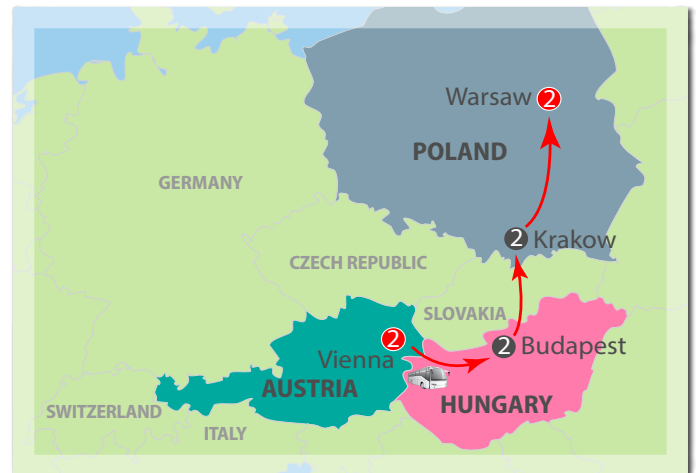 Warsaw 2
POLAND
GERMANY
2 Krakow
CZECH REPUBLIC
SLOVAKIA
2
Vienna
2 Budapest
AUSTRIA
HUNGARY
SWITZERLAND
ITALY